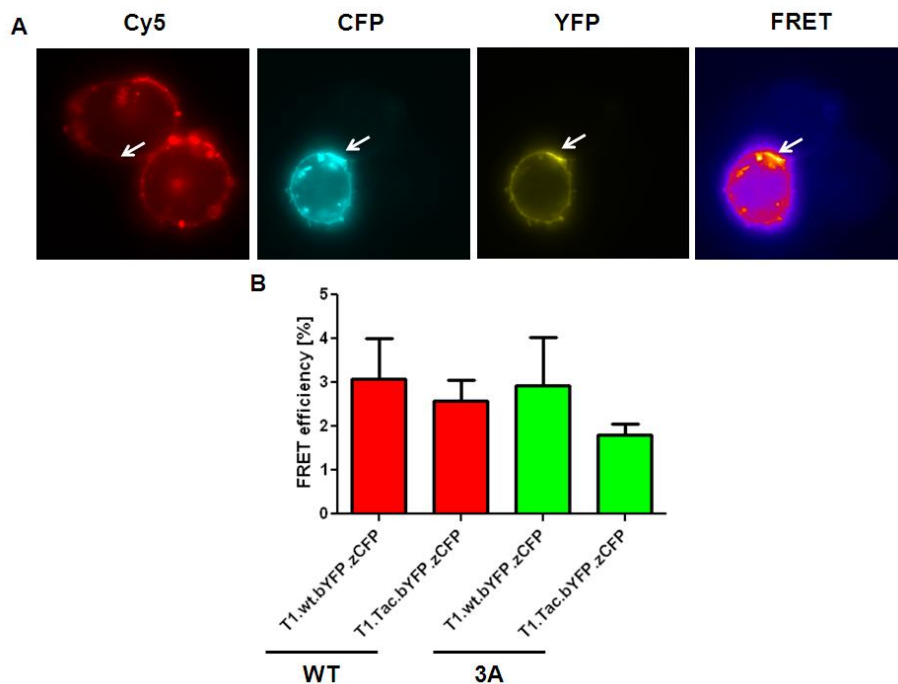 A
Cy5 CFP YFP FRET
B
FRET efficiency [%]
5
4
3
2
1
0
T1.wt.bYFP.zCFP
T1.Tac.bYFP.zCFP
T1.wt.bYFP.zCFP
T1.Tac.bYFP.zCFP
WT 3A